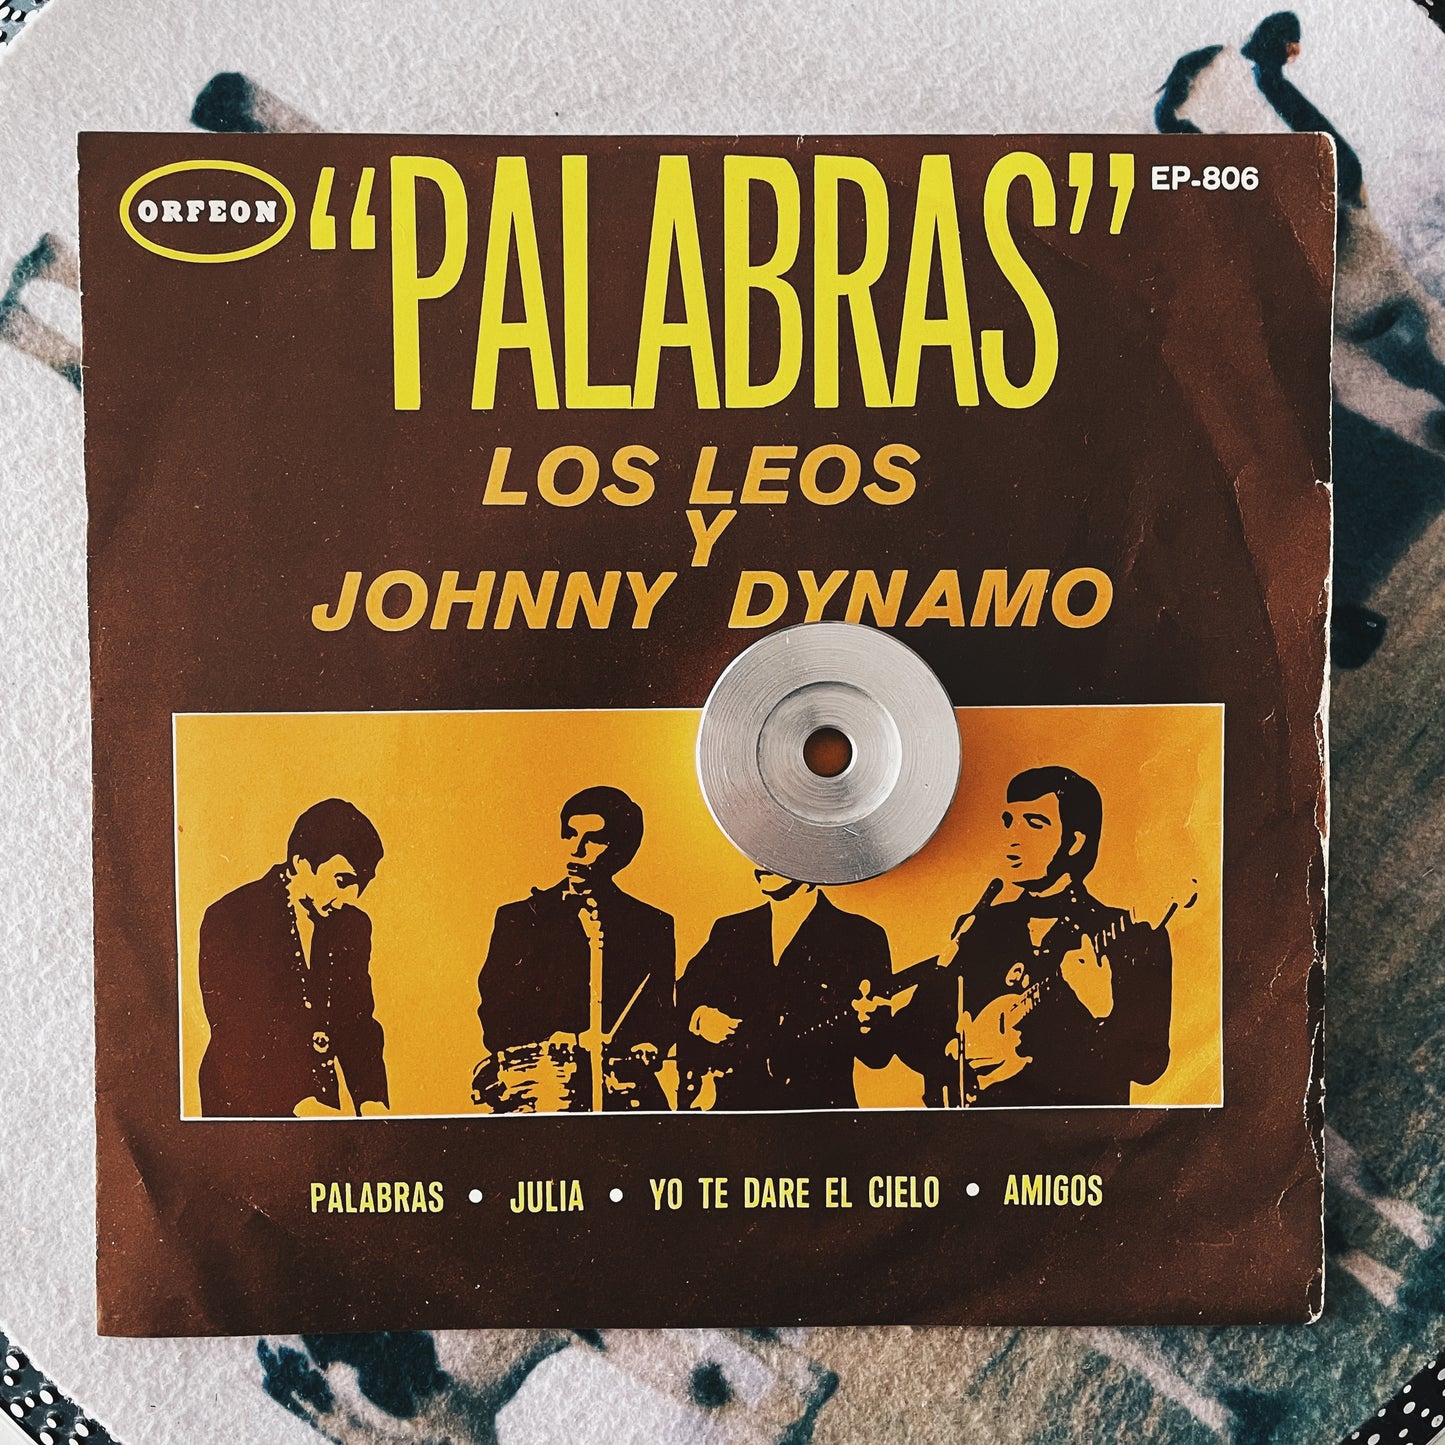 ORFEON
“PALABRAS”
EP-806
LOS LEOS
Y
JOHNNY DYNAMO
PALABRAS • JULIA • YO TE DARE EL CIELO • AMIGOS